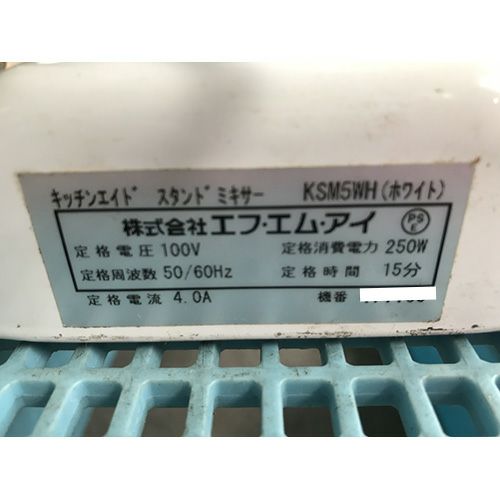 キッチンエイド スタンドミキサー KSM5WH(ホワイト)
株式会社エフ・エム・アイ PSE
定格電圧 100V 定格消費電力 250W
定格周波数 50/60Hz 定格時間 15分
定格電流 4.0A 機番